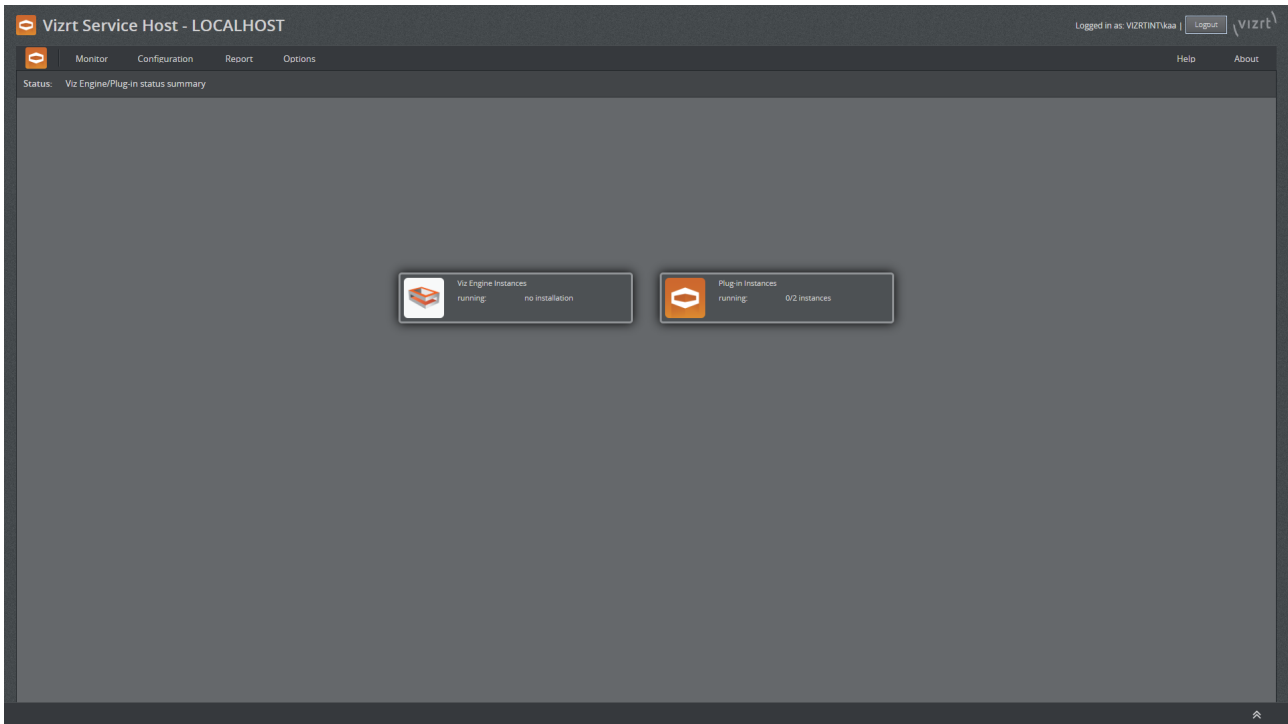 Vizrt Service Host - LOCALHOST
Logged in as: VIZRTINT\kaa | Logout vizrt
Monitor Configuration Report Options Help About
Status: Viz Engine/Plug-in status summary
Viz Engine Instances
running: no installation
Plug-in Instances
running: 0/2 instances